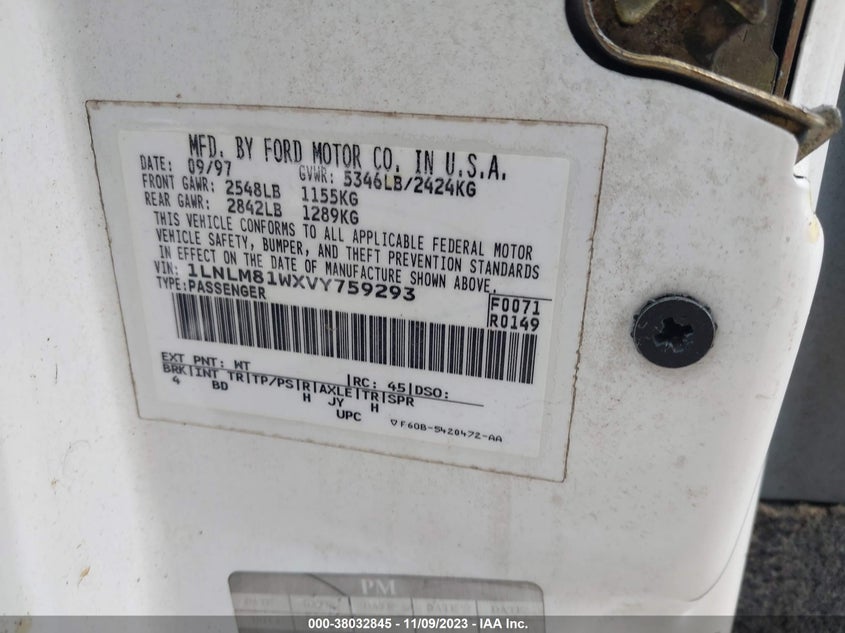 MFD. BY FORD MOTOR CO. IN U.S.A.
DATE: 09/97 GVWR: 5346LB/2424KG
FRONT GAWR: 2548LB 1155KG
REAR GAWR: 2842LB 1289KG
THIS VEHICLE CONFORMS TO ALL APPLICABLE FEDERAL MOTOR
VEHICLE SAFETY, BUMPER, AND THEFT PREVENTION STANDARDS
IN EFFECT ON THE DATE OF MANUFACTURE SHOWN ABOVE.
VIN: 1LNLM81WXVY759293
TYPE: PASSENGER
F0071
R0149
EXT PNT: WT RC: 45 DSO:
BRK INT TR TP/PS R AXLE TR SPR
4 BD H JY H
UPC ▽F60B-5420472-AA
PM
000-38032845 - 11/09/2023 - IAA